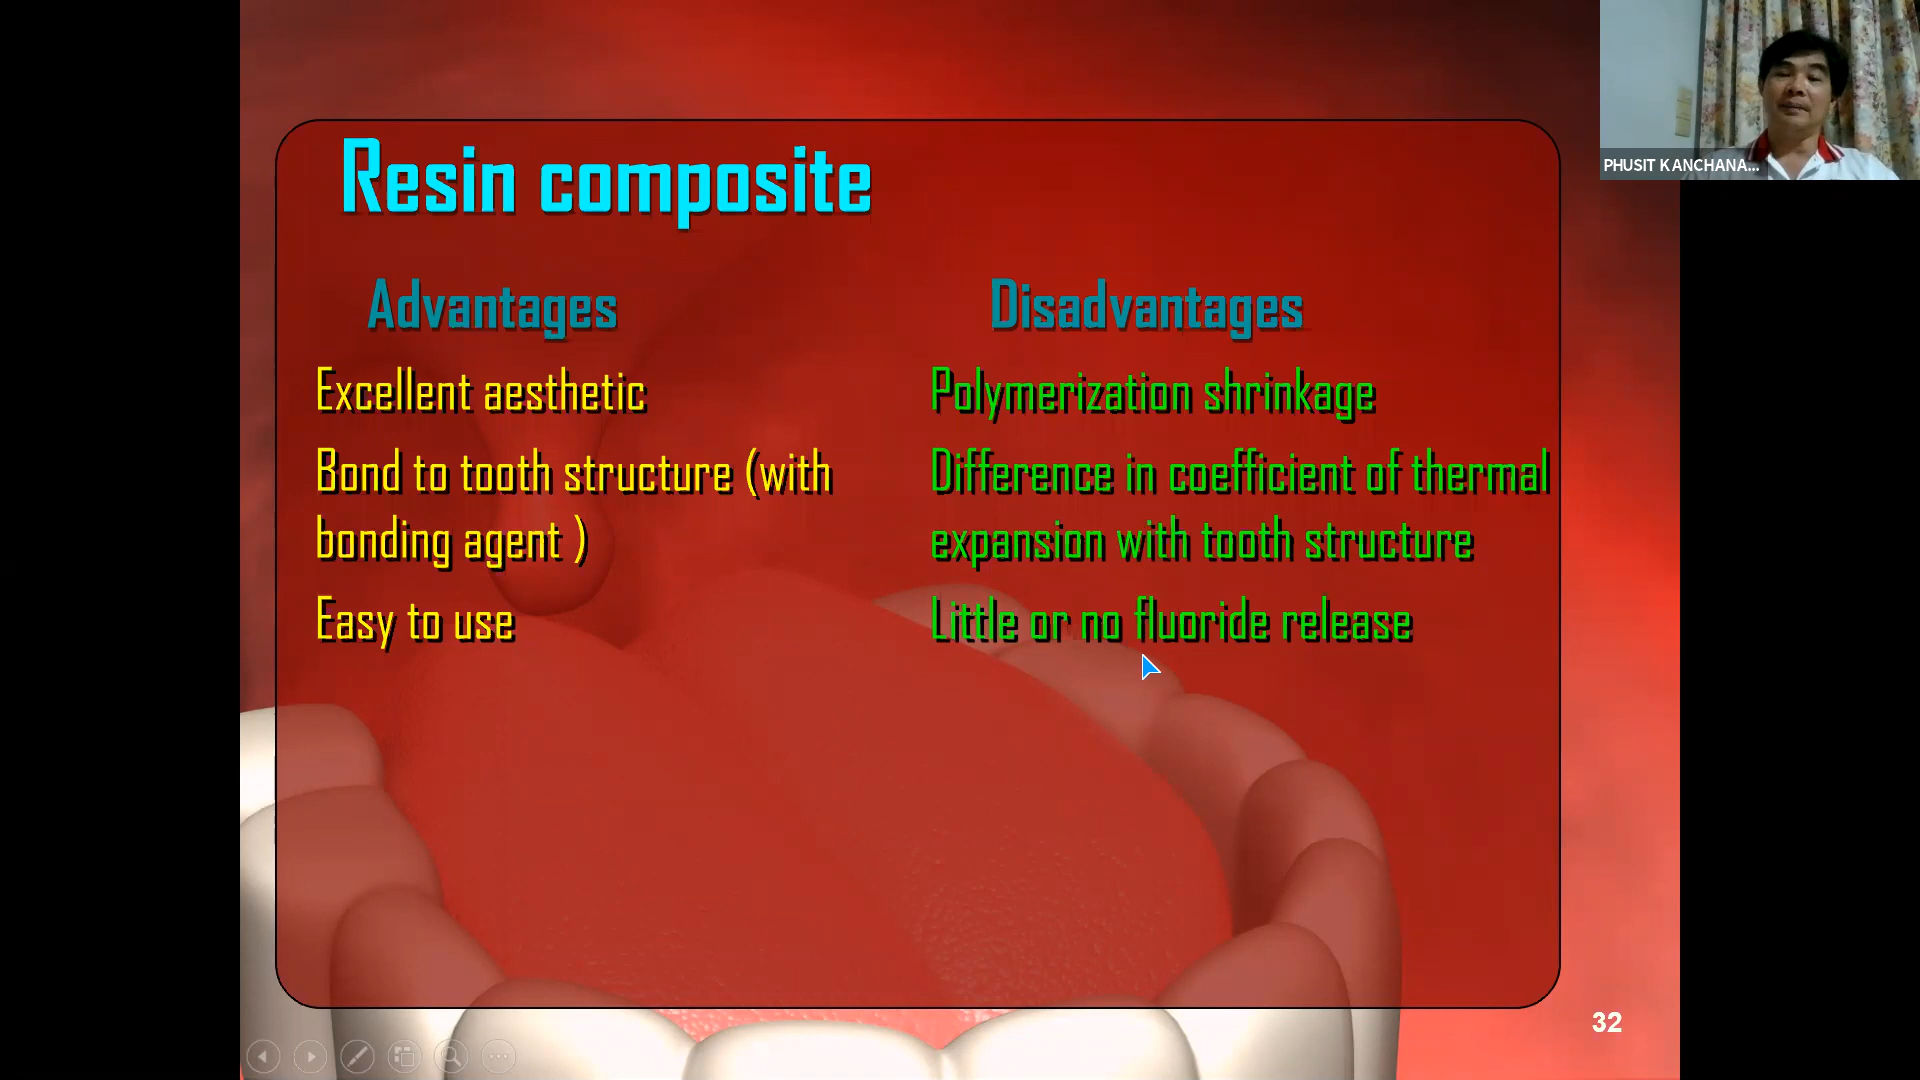 Resin composite
Advantages
Excellent aesthetic
Bond to tooth structure (with
bonding agent )
Easy to use
Disadvantages
Polymerization shrinkage
Difference in coefficient of thermal
expansion with tooth structure
Little or no fluoride release
PHUSIT KANCHANA...
32